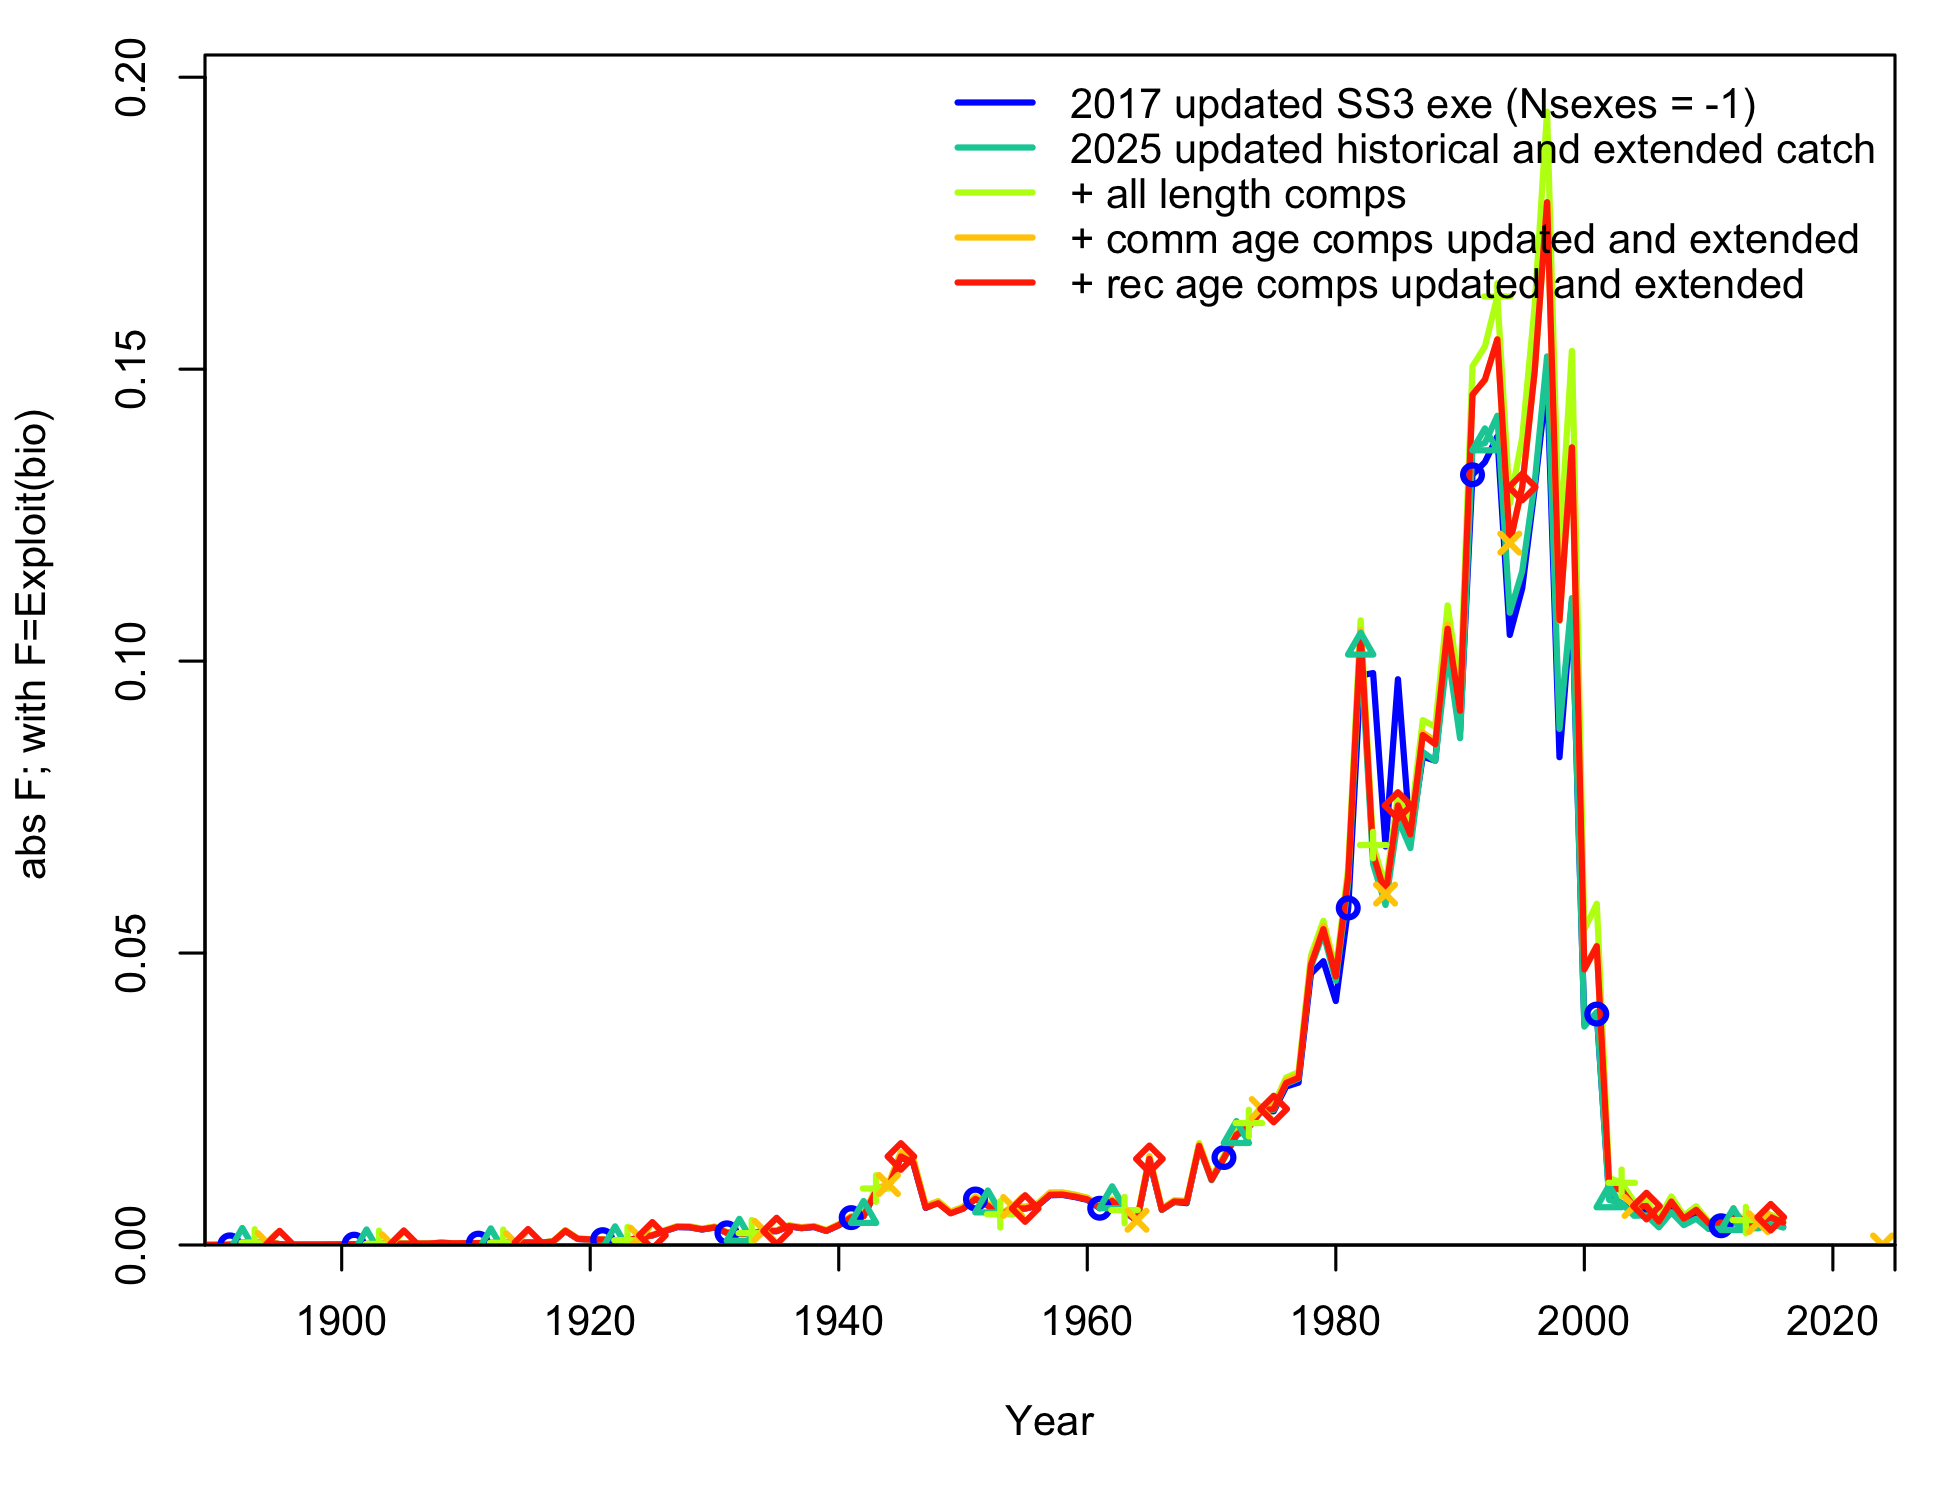 2017 updated SS3 exe (Nsexes = -1)
2025 updated historical and extended catch
+ all length comps
+ comm age comps updated and extended
+ rec age comps updated and extended
abs F; with F=Exploit(bio)
0.20
0.15
0.10
0.05
0.00
1900 1920 1940 1960 1980 2000 2020
Year